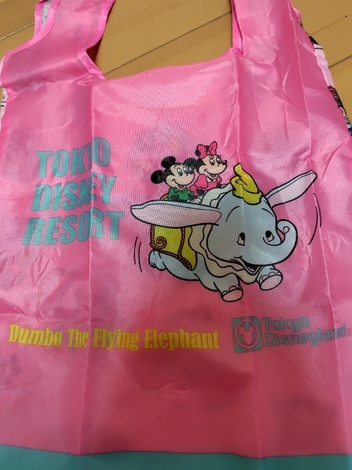 TOKYO
DISNEY
RESORT
Dumbo The Flying Elephant
Tokyo
Disneyland